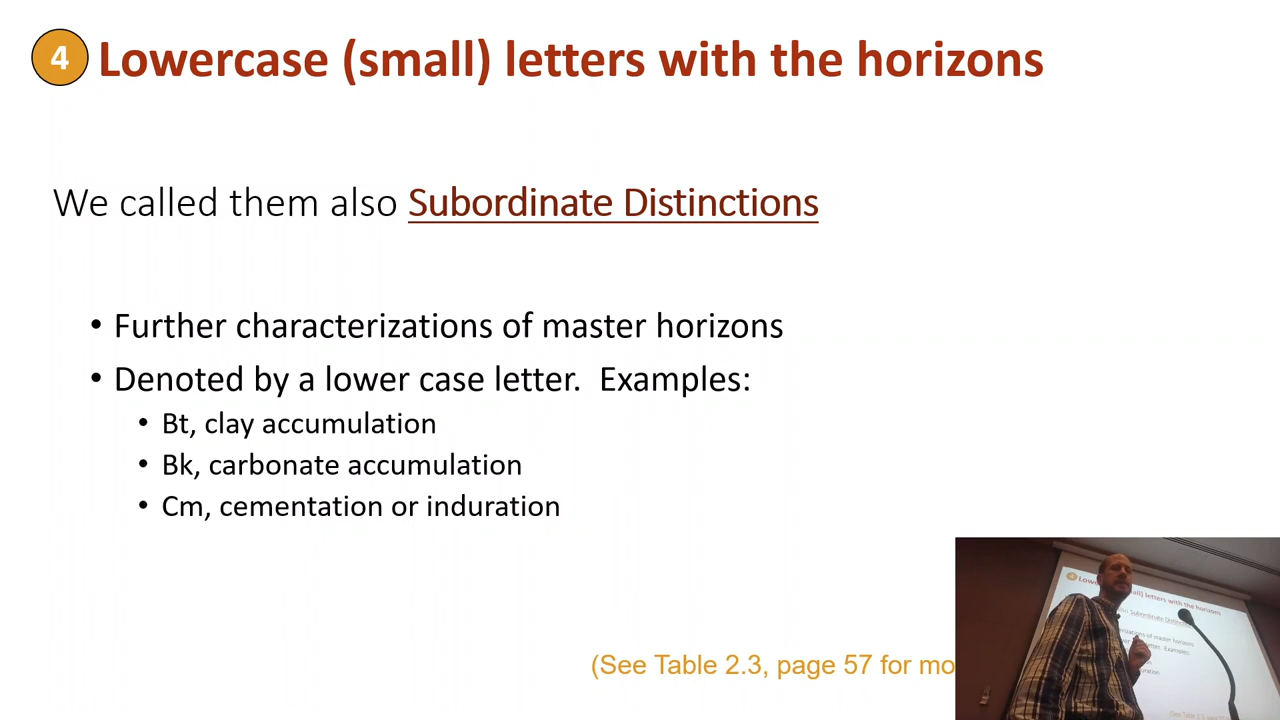 4 Lowercase (small) letters with the horizons
We called them also Subordinate Distinctions
• Further characterizations of master horizons
• Denoted by a lower case letter. Examples:
• Bt, clay accumulation
• Bk, carbonate accumulation
• Cm, cementation or induration
(See Table 2.3, page 57 for mo